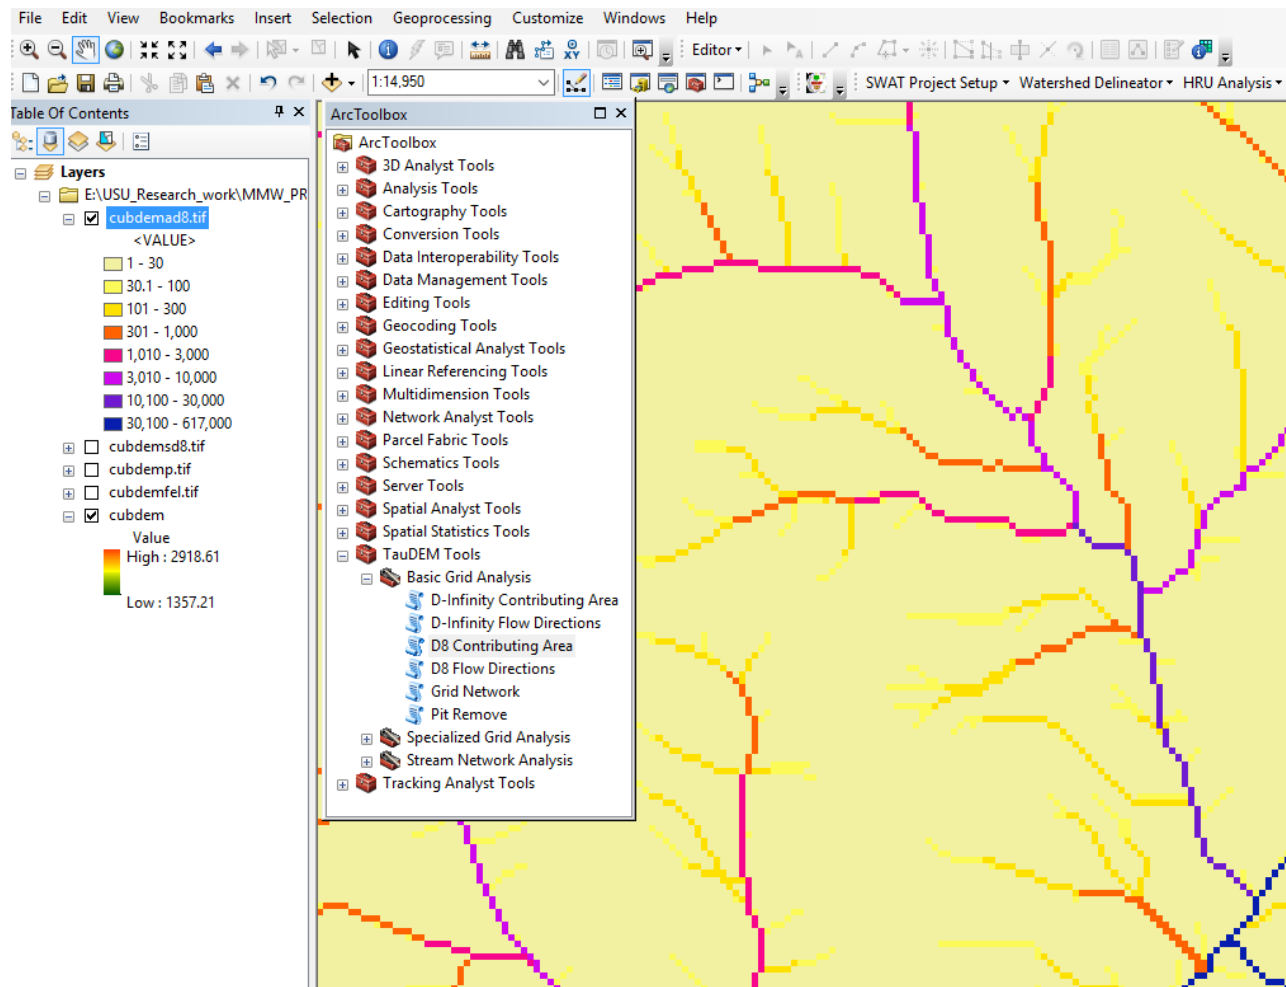 File Edit View Bookmarks Insert Selection Geoprocessing Customize Windows Help
Editor
1:14,950
SWAT Project Setup Watershed Delineator HRU Analysis
Table Of Contents
Layers
E:\USU_Research_work\MMW_PR
cubdemad8.tif
<VALUE>
1 - 30
30.1 - 100
101 - 300
301 - 1,000
1,010 - 3,000
3,010 - 10,000
10,100 - 30,000
30,100 - 617,000
cubdemsd8.tif
cubdemp.tif
cubdemfel.tif
cubdem
Value
High : 2918.61
Low : 1357.21
ArcToolbox
ArcToolbox
3D Analyst Tools
Analysis Tools
Cartography Tools
Conversion Tools
Data Interoperability Tools
Data Management Tools
Editing Tools
Geocoding Tools
Geostatistical Analyst Tools
Linear Referencing Tools
Multidimension Tools
Network Analyst Tools
Parcel Fabric Tools
Schematics Tools
Server Tools
Spatial Analyst Tools
Spatial Statistics Tools
TauDEM Tools
Basic Grid Analysis
D-Infinity Contributing Area
D-Infinity Flow Directions
D8 Contributing Area
D8 Flow Directions
Grid Network
Pit Remove
Specialized Grid Analysis
Stream Network Analysis
Tracking Analyst Tools